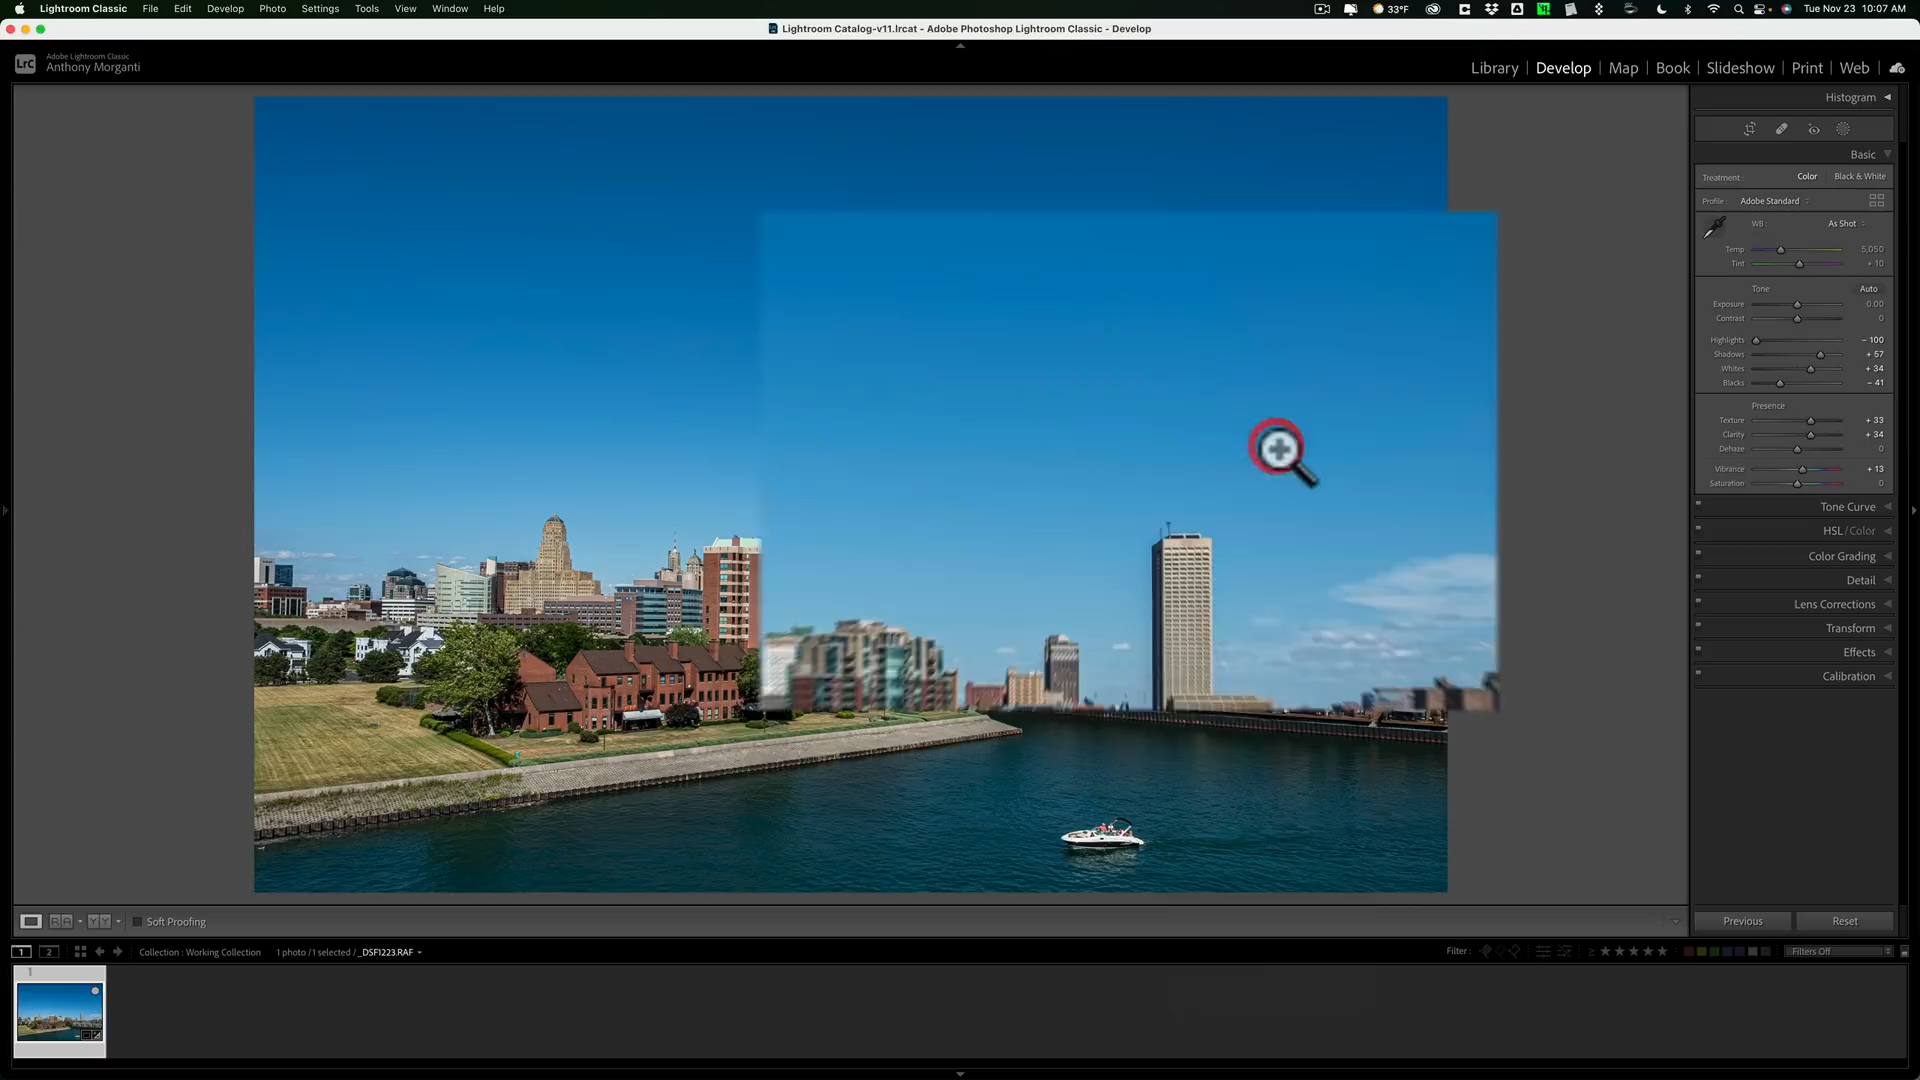 Lightroom Classic File Edit Develop Photo Settings Tools View Window Help 33°F Tue Nov 23 10:07 AM
Lightroom Catalog-v11.lrcat - Adobe Photoshop Lightroom Classic - Develop
LrC
Adobe Lightroom Classic
Anthony Morganti
Library | Develop | Map | Book | Slideshow | Print | Web
Histogram
Basic
Treatment: Color Black & White
Profile: Adobe Standard
WB: As Shot
Temp 5,050
Tint + 10
Tone Auto
Exposure 0.00
Contrast 0
Highlights - 100
Shadows + 57
Whites + 34
Blacks - 41
Presence
Texture + 33
Clarity + 34
Dehaze 0
Vibrance + 13
Saturation 0
Tone Curve
HSL / Color
Color Grading
Detail
Lens Corrections
Transform
Effects
Calibration
Soft Proofing
Previous Reset
1 2 Collection : Working Collection 1 photo / 1 selected / _DSF1223.RAF Filter : Filters Off
1